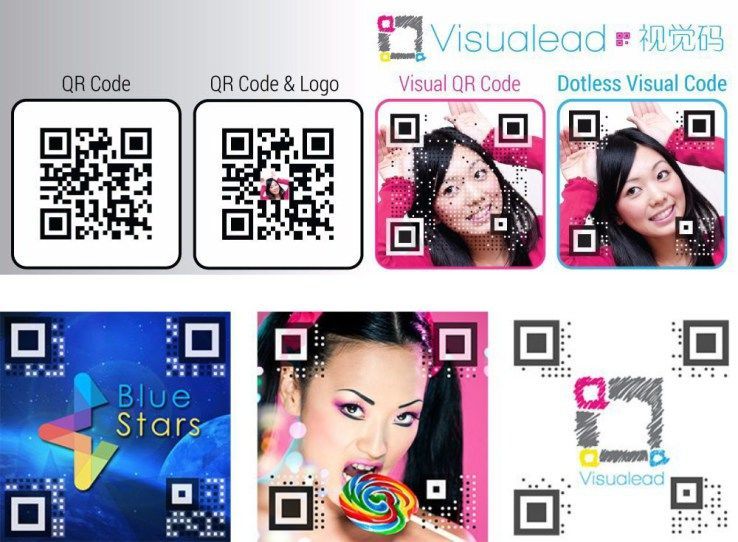 Visualead 视觉码
QR Code
QR Code & Logo
Visual QR Code
Dotless Visual Code
Blue
Stars
Visualead